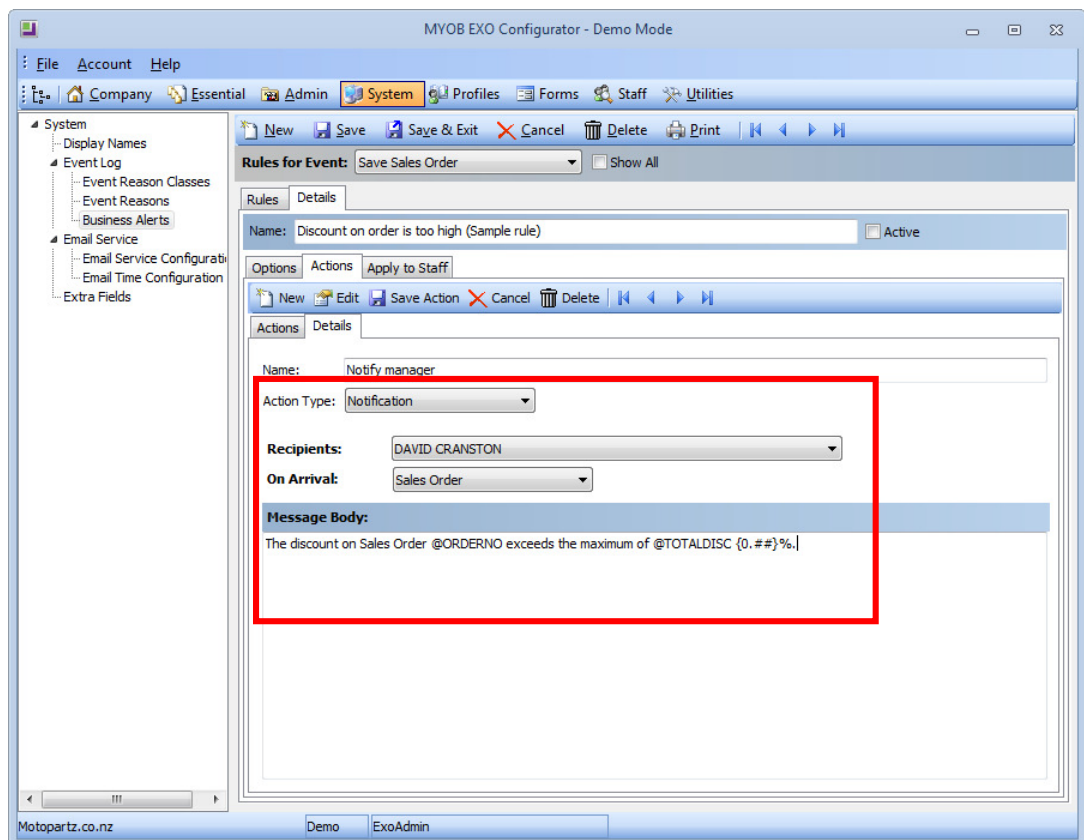 MYOB EXO Configurator - Demo Mode
File Account Help
Company Essential Admin System Profiles Forms Staff Utilities
System
Display Names
Event Log
Event Reason Classes
Event Reasons
Business Alerts
Email Service
Email Service Configurati
Email Time Configuration
Extra Fields
New Save Save & Exit Cancel Delete Print
Rules for Event: Save Sales Order Show All
Rules Details
Name: Discount on order is too high (Sample rule) Active
Options Actions Apply to Staff
New Edit Save Action Cancel Delete
Actions Details
Name: Notify manager
Action Type: Notification
Recipients: DAVID CRANSTON
On Arrival: Sales Order
Message Body:
The discount on Sales Order @ORDERNO exceeds the maximum of @TOTALDISC {0.##}%.
Motopartz.co.nz Demo ExoAdmin